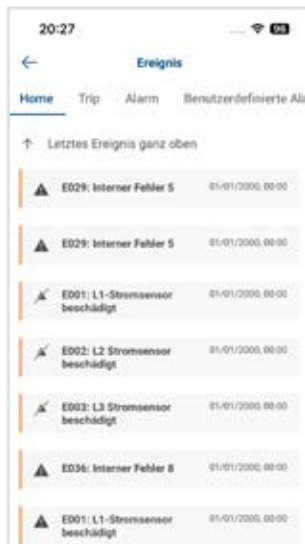 20:27
98
Ereignis
Home Trip Alarm Benutzerdefinierte Ala
Letztes Ereignis ganz oben
E029: Interner Fehler 5 01/01/2000, 00:00
E029: Interner Fehler 5 01/01/2000, 00:00
E001: L1-Stromsensor 01/01/2000, 00:00
beschädigt
E002: L2 Stromsensor 01/01/2000, 00:00
beschädigt
E003: L3 Stromsensor 01/01/2000, 00:00
beschädigt
E036: Interner Fehler 8 01/01/2000, 00:00
E001: L1-Stromsensor 01/01/2000, 00:00
beschädigt